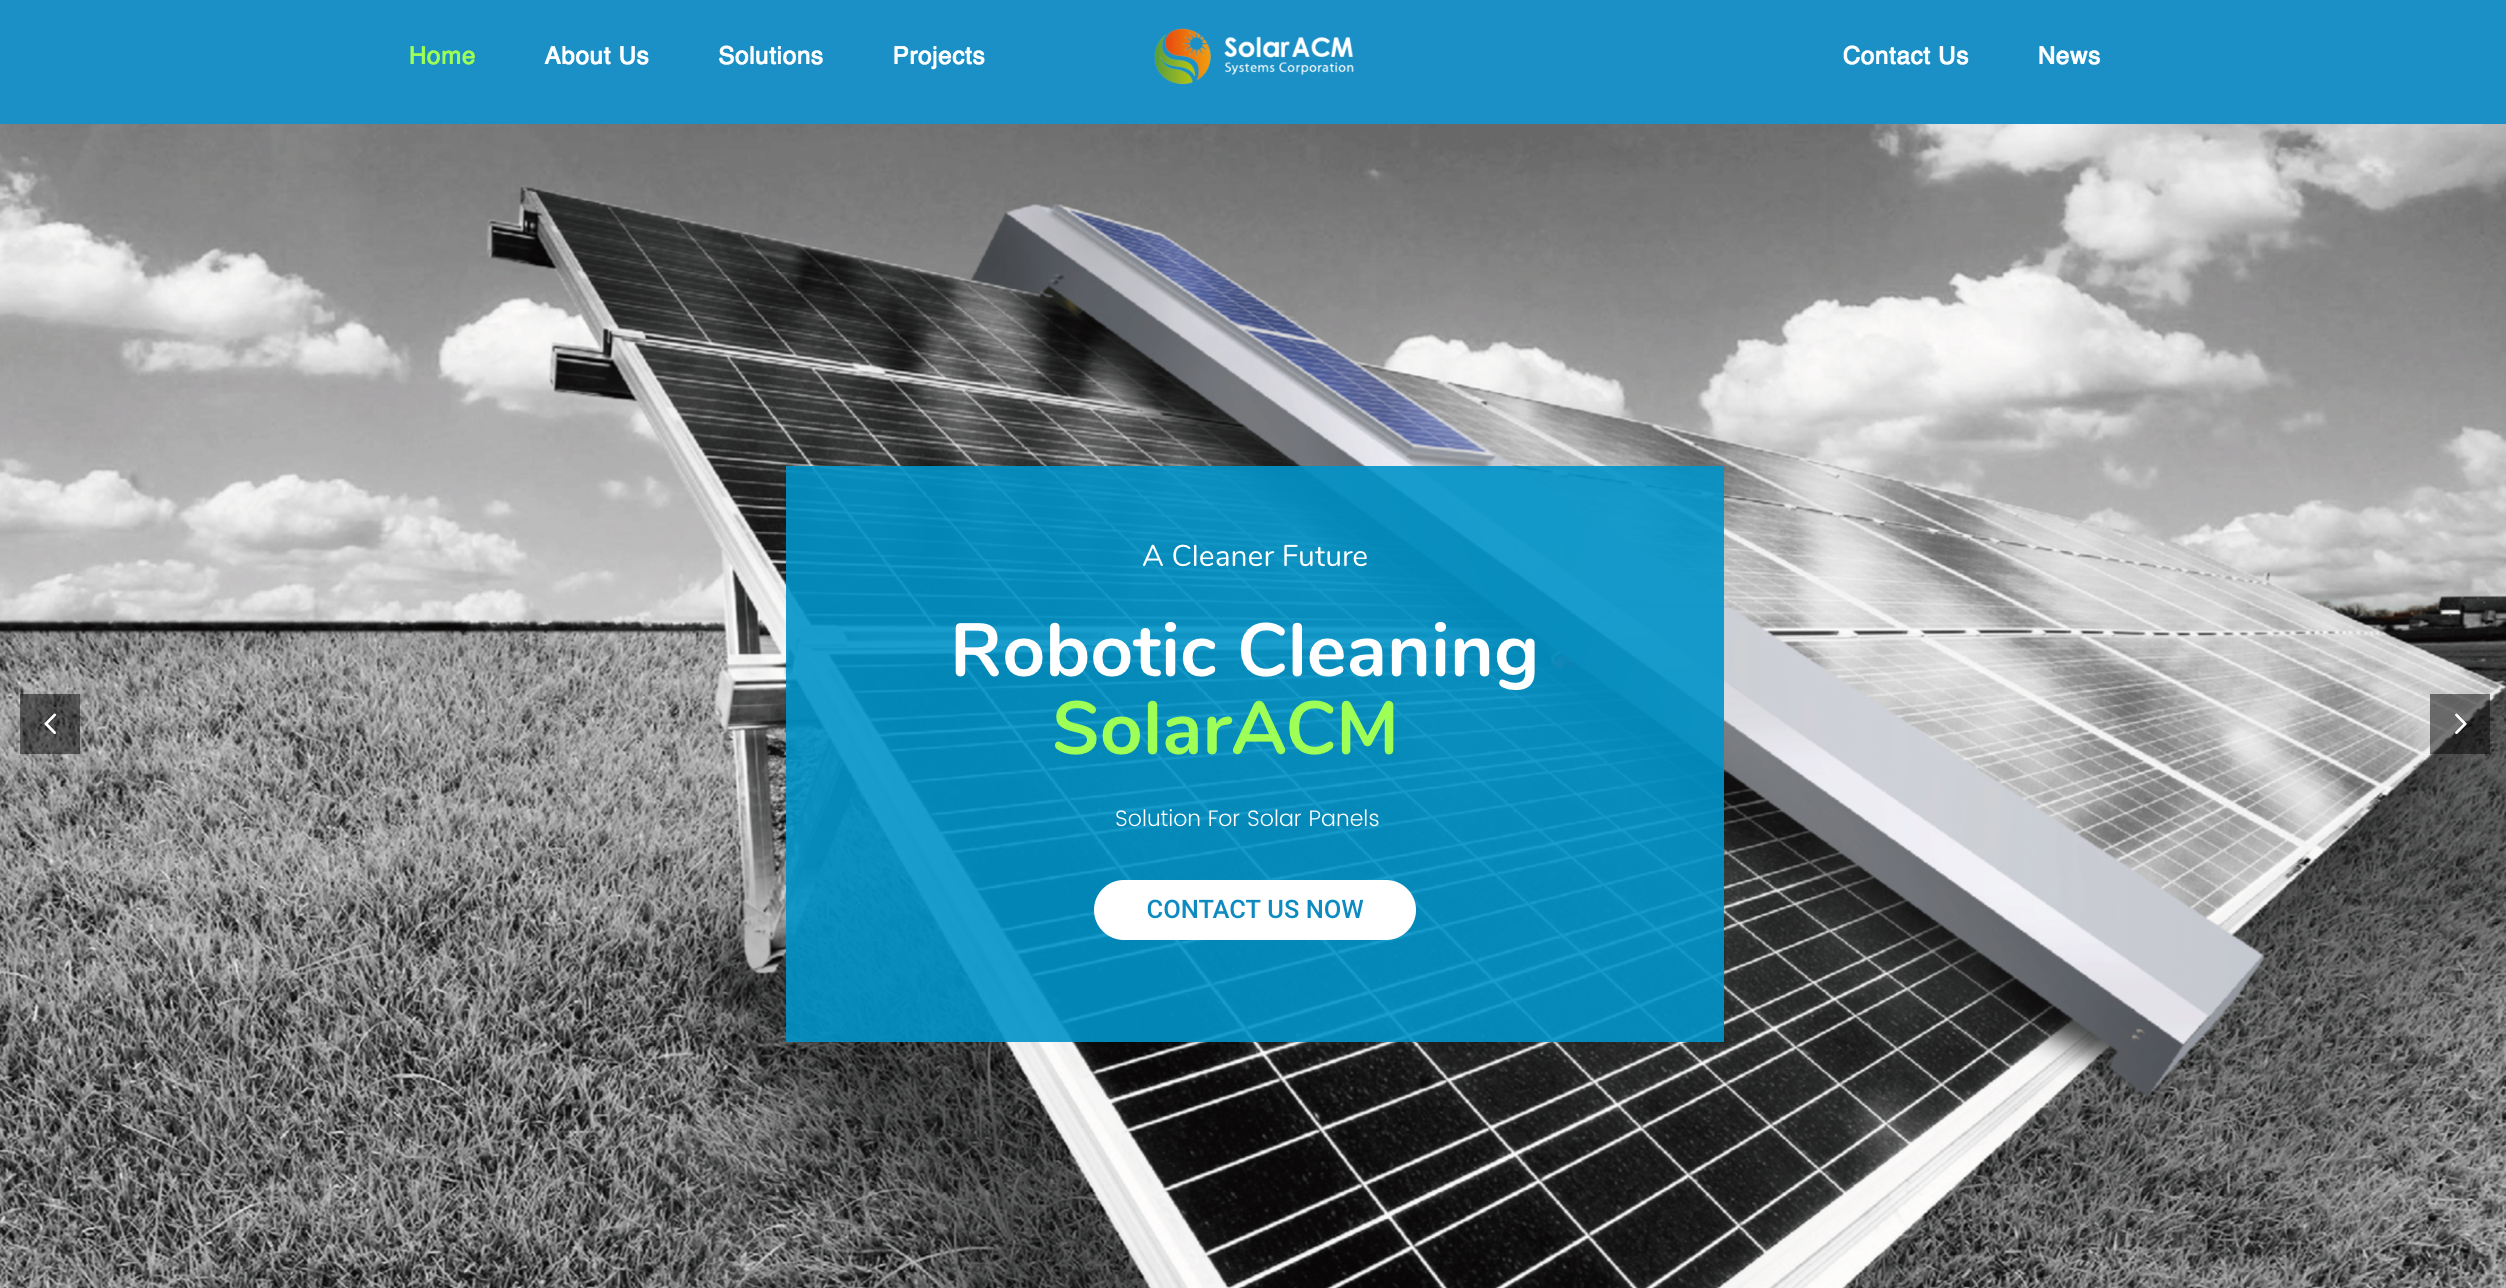 Home
About Us
Solutions
Projects
SolarACM
Systems Corporation
Contact Us
News
A Cleaner Future
Robotic Cleaning
SolarACM
Solution For Solar Panels
CONTACT US NOW